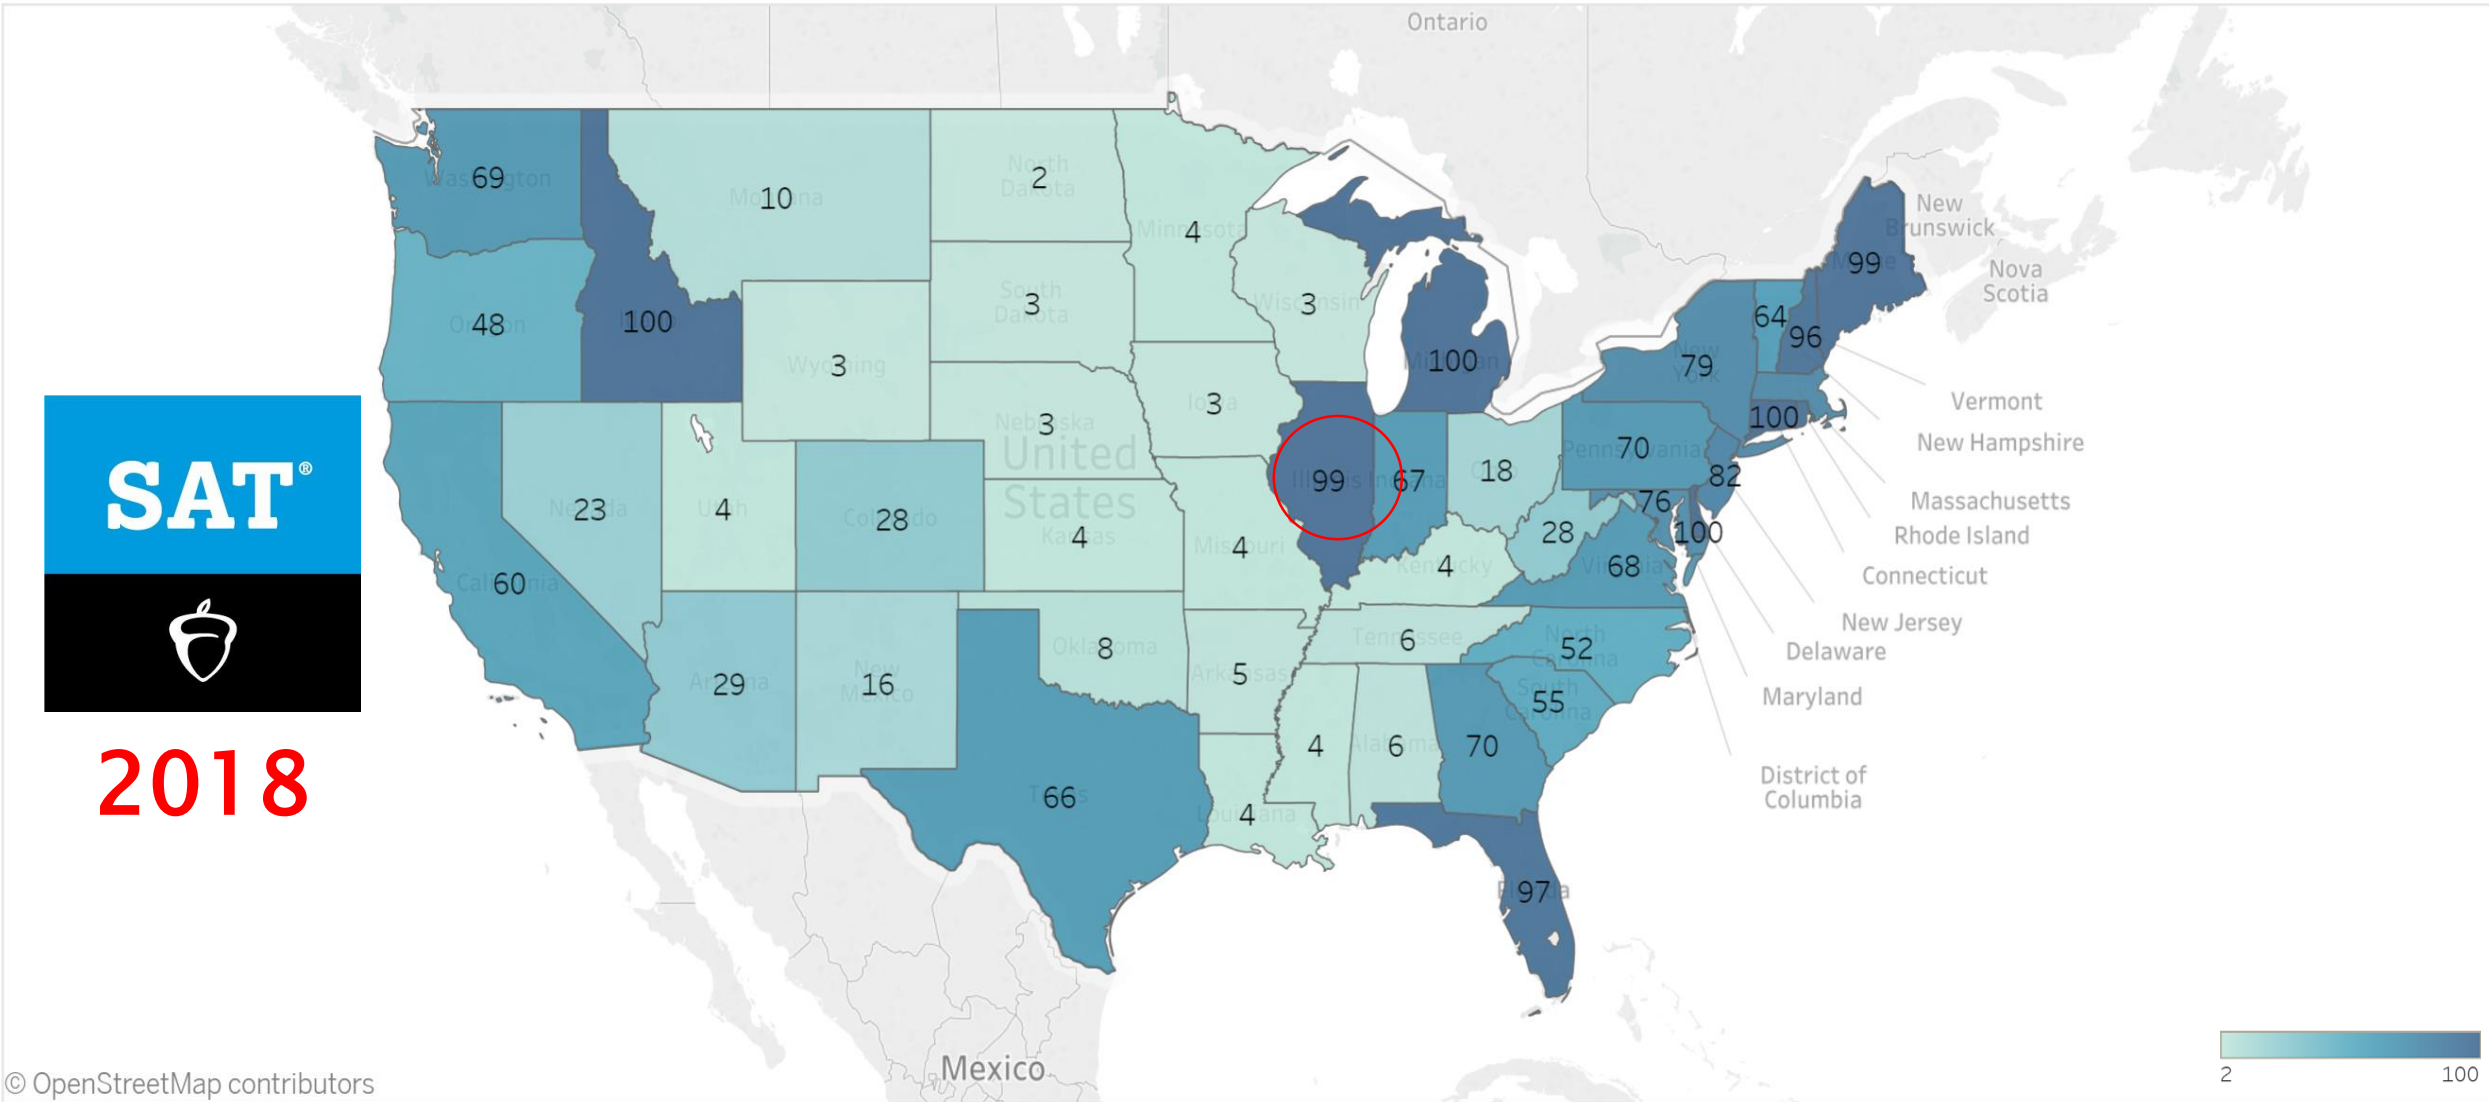 Ontario
Washington
69
Montana
10
North
Dakota
2
Minnesota
4
New
Brunswick
Maine
99
Nova
Scotia
Oregon
48
100
South
Dakota
3
Wisconsin
3
Michigan
100
64
96
New
York
79
Wyoming
3
Nebraska
3
Iowa
3
100
Vermont
New Hampshire
Massachusetts
Rhode Island
Connecticut
New Jersey
Delaware
Maryland
District of
Columbia
SAT®
2018
United
States
Nevada
23
Utah
4
Colorado
28
Kansas
4
Missouri
4
Illinois
99
Indiana
67
Ohio
18
Pennsylvania
70
82
76
100
28
Virginia
68
Kentucky
4
California
60
Arizona
29
New
Mexico
16
Oklahoma
8
Arkansas
5
Tennessee
6
North
Carolina
52
South
Carolina
55
Texas
66
Louisiana
4
4
Alabama
6
70
Florida
97
Mexico
© OpenStreetMap contributors
2
100